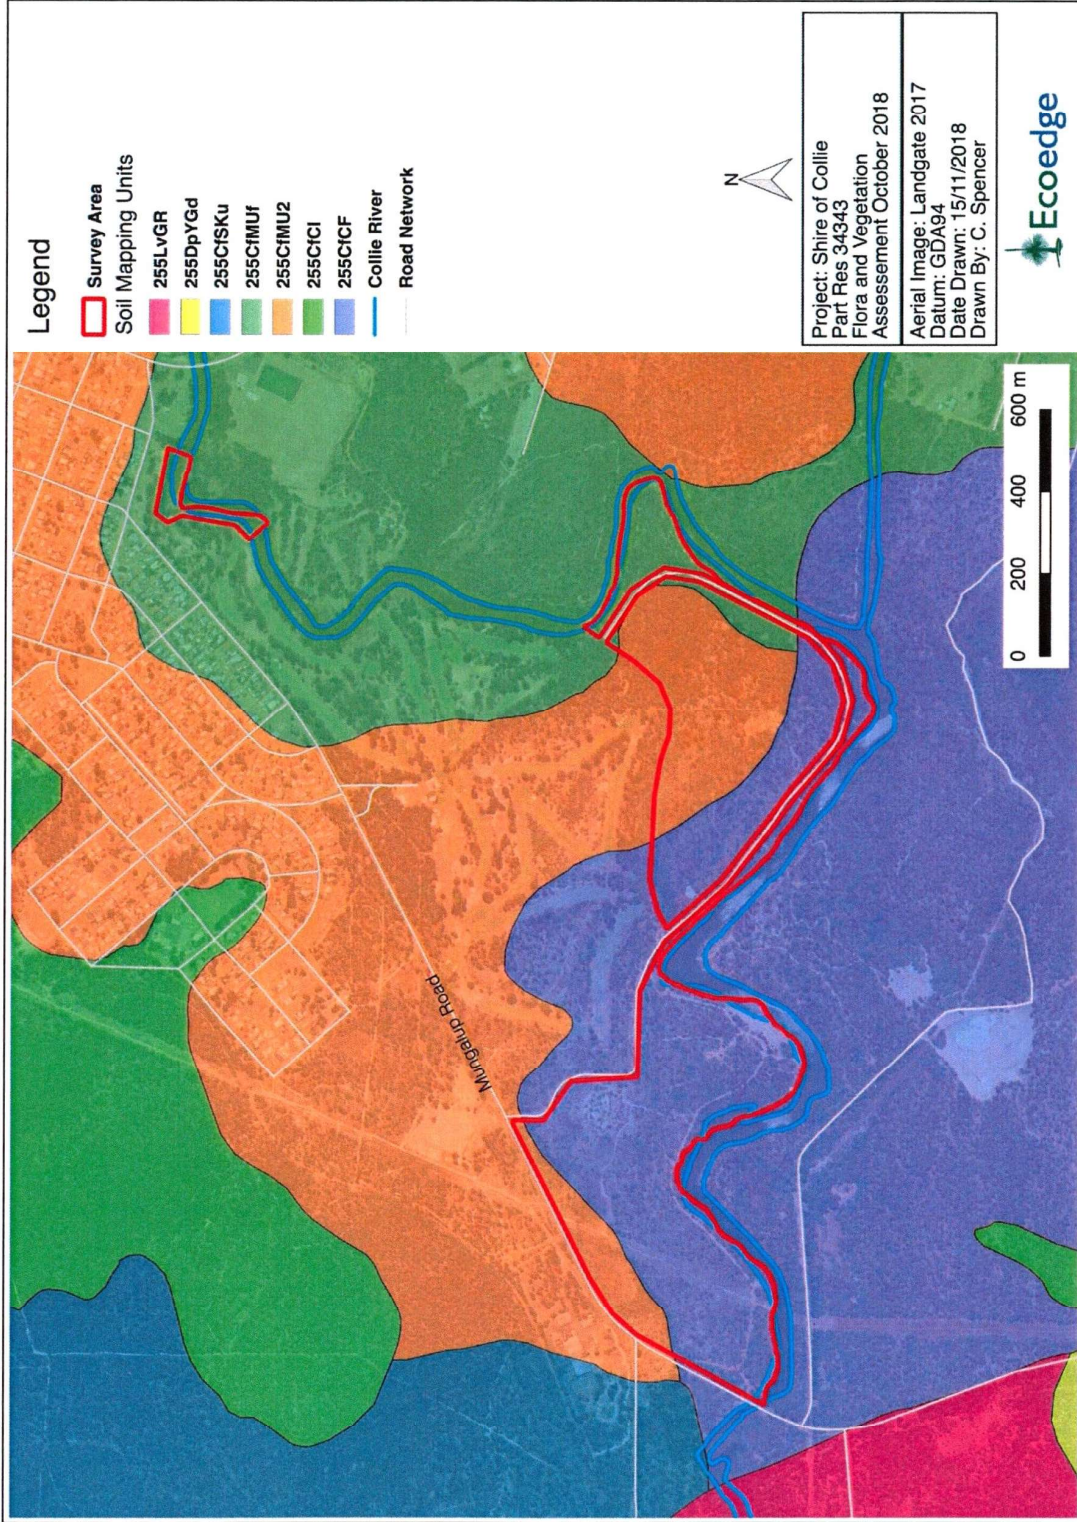 Legend
Survey Area
Soil Mapping Units
255LvGR
255DpYGd
255CfSKu
255CfMUf
255CfMU2
255CfCI
255CfCF
Collie River
Road Network
N
Project: Shire of Collie
Part Res 34343
Flora and Vegetation
Assessement October 2018
Aerial Image: Landgate 2017
Datum: GDA94
Date Drawn: 15/11/2018
Drawn By: C. Spencer
Ecoedge
Mungalup Road
0 200 400 600 m